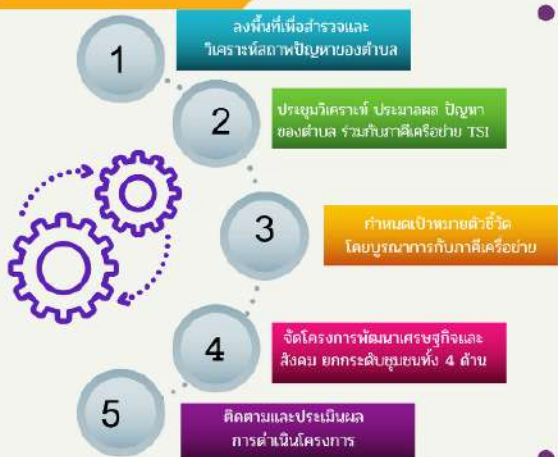 1
ลงพื้นที่เพื่อสำรวจและ
วิเคราะห์สภาพปัญหาของตำบล
2
ประชุมวิเคราะห์ ประมาลผล ปัญหา
ของตำบล ร่วมกับภาคีเครือข่าย TSI
3
กำหนดเป้าหมายตัวชี้วัด
โดยบูรณาการกับภาคีเครือข่าย
4
จัดโครงการพัฒนาเศรษฐกิจและ
สังคม ยกกระดับชุมชนทั้ง 4 ด้าน
5
ติดตามและประเมินผล
การดำเนินโครงการ